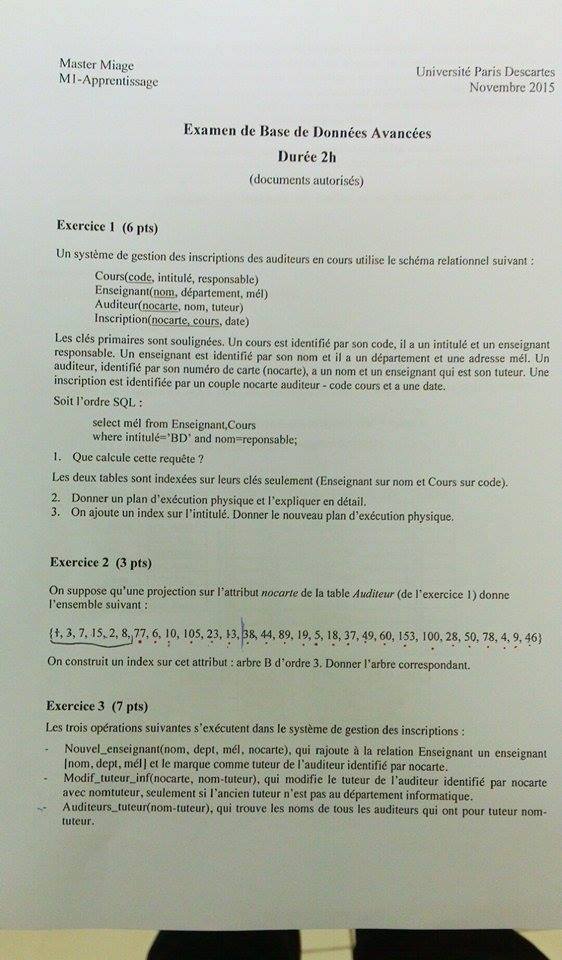 Master Miage
M1-Apprentissage
Université Paris Descartes
Novembre 2015
Examen de Base de Données Avancées
Durée 2h
(documents autorisés)
Exercice 1 (6 pts)
Un système de gestion des inscriptions des auditeurs en cours utilise le schéma relationnel suivant :
Cours(code, intitulé, responsable)
Enseignant(nom, département, mél)
Auditeur(nocarte, nom, tuteur)
Inscription(nocarte, cours, date)
Les clés primaires sont soulignées. Un cours est identifié par son code, il a un intitulé et un enseignant
responsable. Un enseignant est identifié par son nom et il a un département et une adresse mél. Un
auditeur, identifié par son numéro de carte (nocarte), a un nom et un enseignant qui est son tuteur. Une
inscription est identifiée par un couple nocarte auditeur - code cours et a une date.
Soit l'ordre SQL :
select mél from Enseignant,Cours
where intitulé='BD' and nom=reponsable;
1. Que calcule cette requête ?
Les deux tables sont indexées sur leurs clés seulement (Enseignant sur nom et Cours sur code).
2. Donner un plan d'exécution physique et l'expliquer en détail.
3. On ajoute un index sur l'intitulé. Donner le nouveau plan d'exécution physique.
Exercice 2 (3 pts)
On suppose qu'une projection sur l'attribut nocarte de la table Auditeur (de l'exercice 1) donne
l'ensemble suivant :
{1, 3, 7, 15, 2, 8, 77, 6, 10, 105, 23, 13, 38, 44, 89, 19, 5, 18, 37, 49, 60, 153, 100, 28, 50, 78, 4, 9, 46}
On construit un index sur cet attribut : arbre B d'ordre 3. Donner l'arbre correspondant.
Exercice 3 (7 pts)
Les trois opérations suivantes s'exécutent dans le système de gestion des inscriptions :
- Nouvel_enseignant(nom, dept, mél, nocarte), qui rajoute à la relation Enseignant un enseignant
[nom, dept, mél] et le marque comme tuteur de l'auditeur identifié par nocarte.
- Modif_tuteur_inf(nocarte, nom-tuteur), qui modifie le tuteur de l'auditeur identifié par nocarte
avec nomtuteur, seulement si l'ancien tuteur n'est pas au département informatique.
- Auditeurs_tuteur(nom-tuteur), qui trouve les noms de tous les auditeurs qui ont pour tuteur nom-
tuteur.